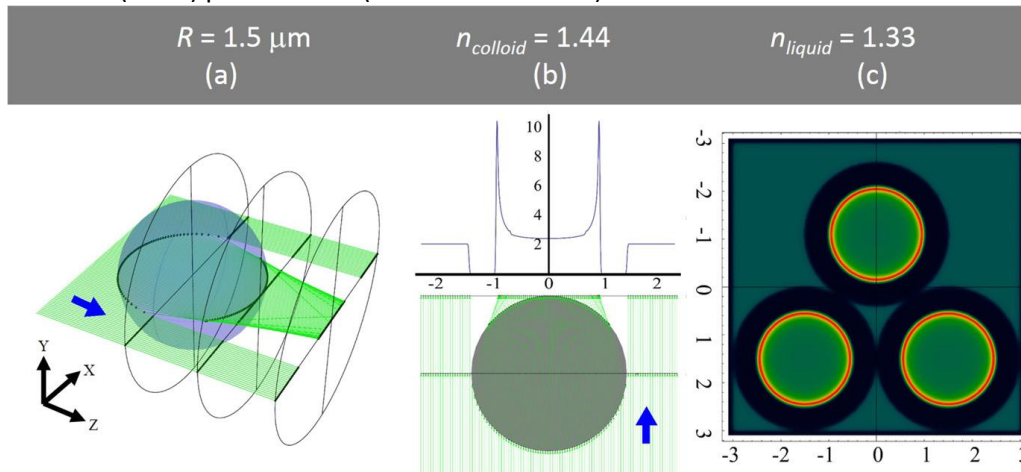 R = 1.5 μm n_colloid = 1.44 n_liquid = 1.33
(a) (b) (c)
Y
X
Z
10
8
6
4
2
-2 -1 0 1 2
-3
-2
-1
0
1
2
3
-3 -2 -1 0 1 2 3